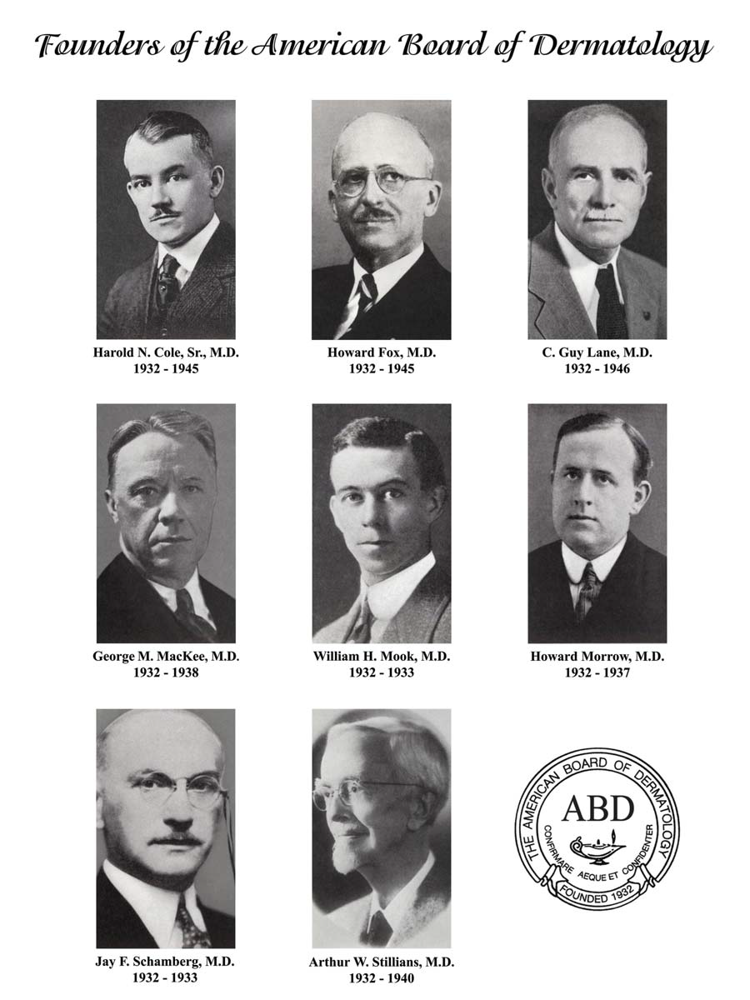 Founders of the American Board of Dermatology
Harold N. Cole, Sr., M.D.
1932 - 1945
Howard Fox, M.D.
1932 - 1945
C. Guy Lane, M.D.
1932 - 1946
George M. MacKee, M.D.
1932 - 1938
William H. Mook, M.D.
1932 - 1933
Howard Morrow, M.D.
1932 - 1937
Jay F. Schamberg, M.D.
1932 - 1933
Arthur W. Stillians, M.D.
1932 - 1940
THE AMERICAN BOARD OF DERMATOLOGY
ABD
CONFIRMARE AEQUE ET CONFIDENTER
FOUNDED 1932